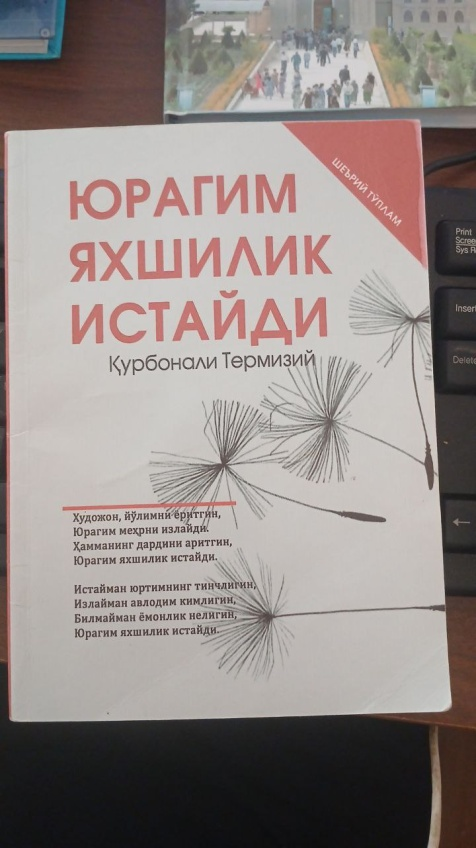 ШЕЪРИЙ ТЎПЛАМ
ЮРАГИМ
ЯХШИЛИК
ИСТАЙДИ
Қурбонали Термизий
Художон, йўлимни ёритгин,
Юрагим меҳрни излайди.
Ҳамманинг дардини аритгин,
Юрагим яхшилик истайди.
Истайман юртимнинг тинчлигин,
Излайман авлодим кимлигин,
Билмайман ёмонлик нелигин,
Юрагим яхшилик истайди.
Print
Screen
Sys R
Insert
Delete
←